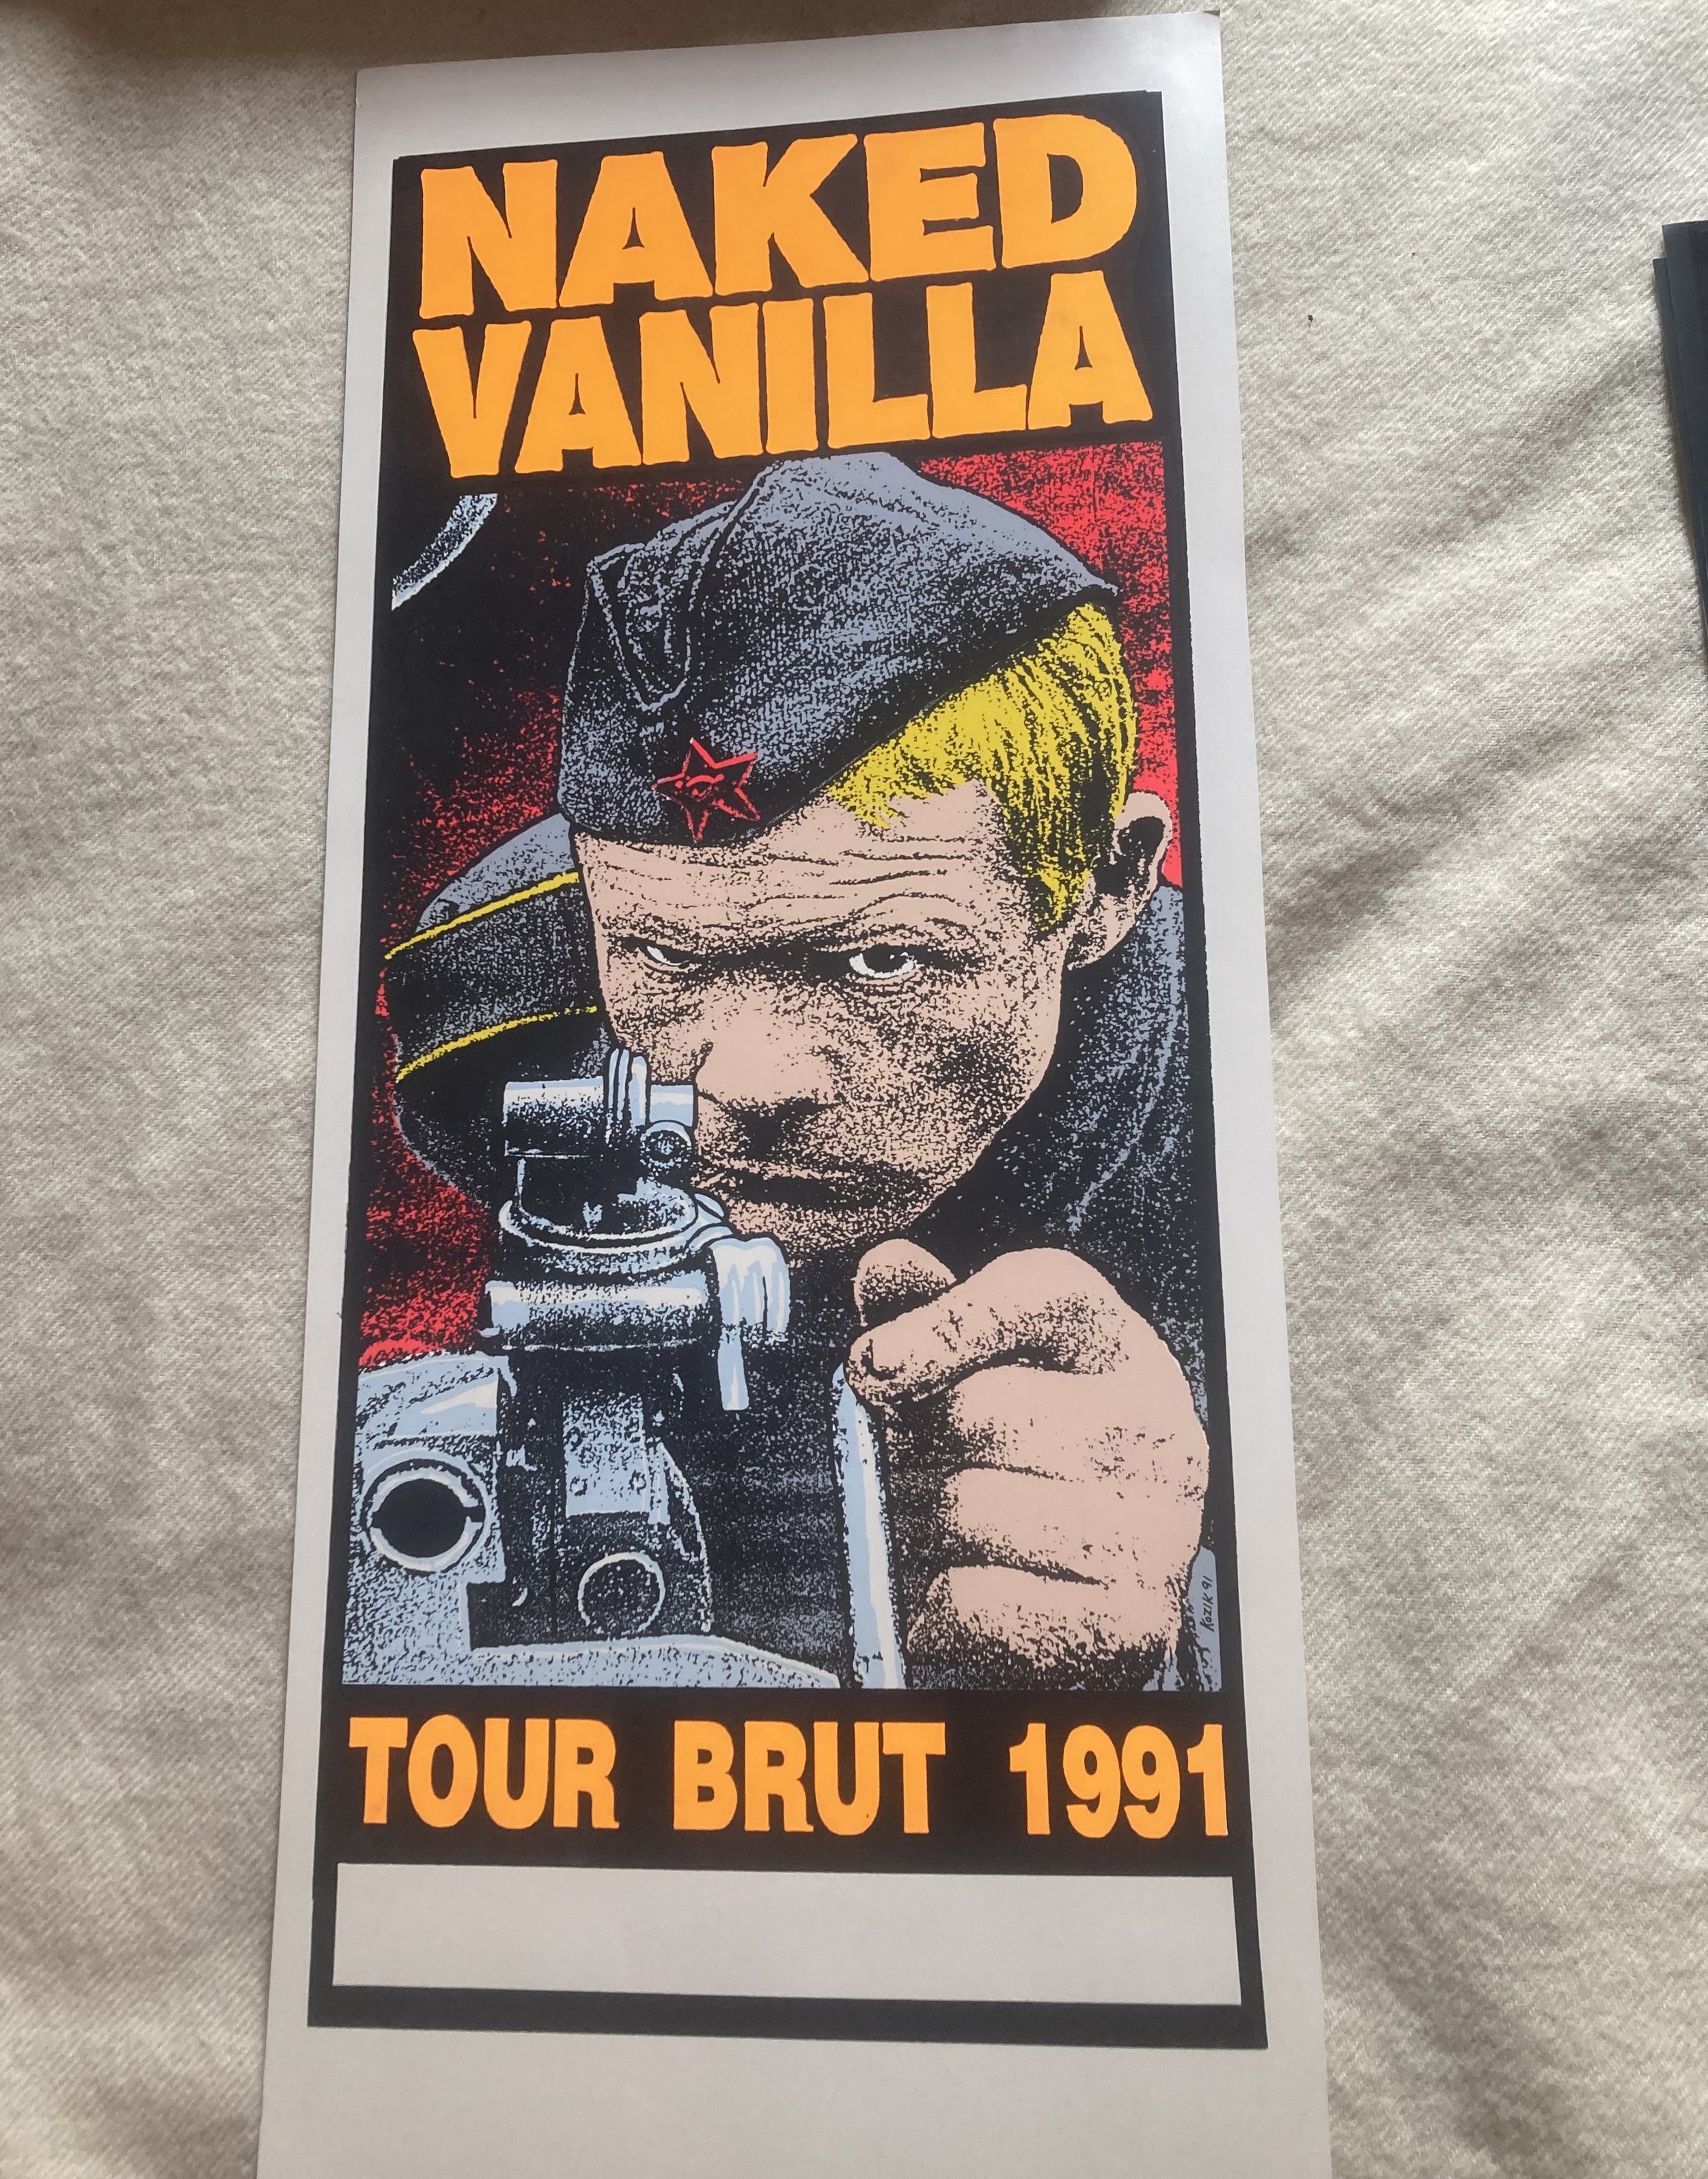 NAKED
VANILLA
KOZIK 91
TOUR BRUT 1991